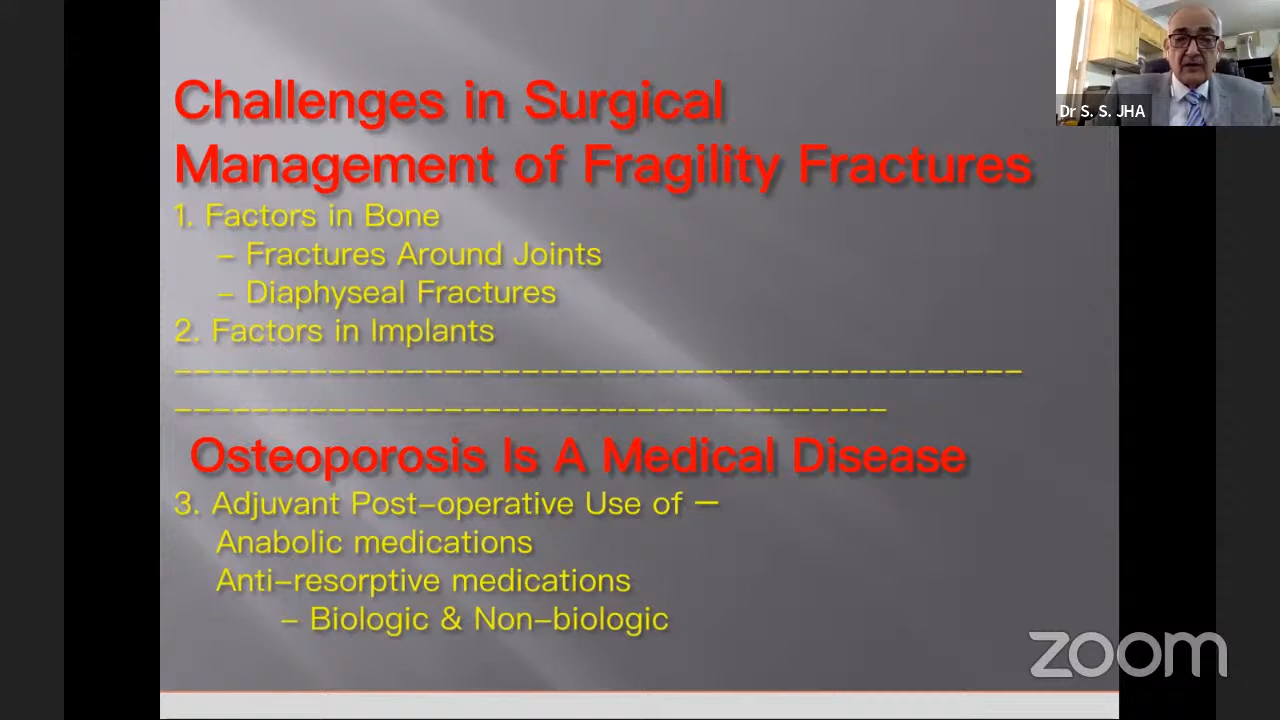 Challenges in Surgical
Management of Fragility Fractures
1. Factors in Bone
– Fractures Around Joints
– Diaphyseal Fractures
2. Factors in Implants
--------------------------------------------
-------------------------------------
Osteoporosis Is A Medical Disease
3. Adjuvant Post-operative Use of –
Anabolic medications
Anti-resorptive medications
– Biologic & Non-biologic
Dr S. S. JHA
zoom